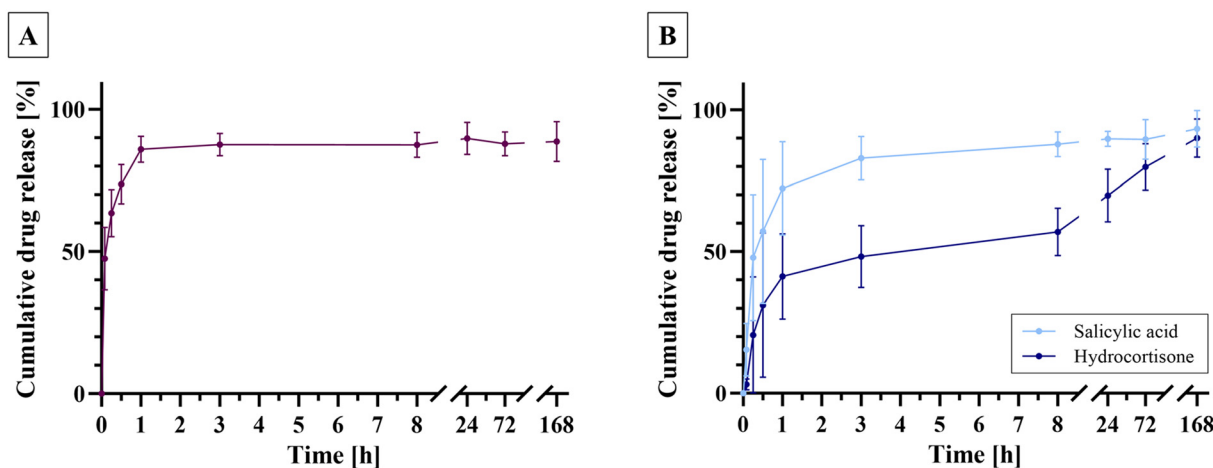 A
Cumulative drug release [%]
100
50
0
0 1 2 3 4 5 6 7 8 24 72 168
Time [h]
B
Cumulative drug release [%]
100
50
0
0 1 2 3 4 5 6 7 8 24 72 168
Time [h]
Salicylic acid
Hydrocortisone